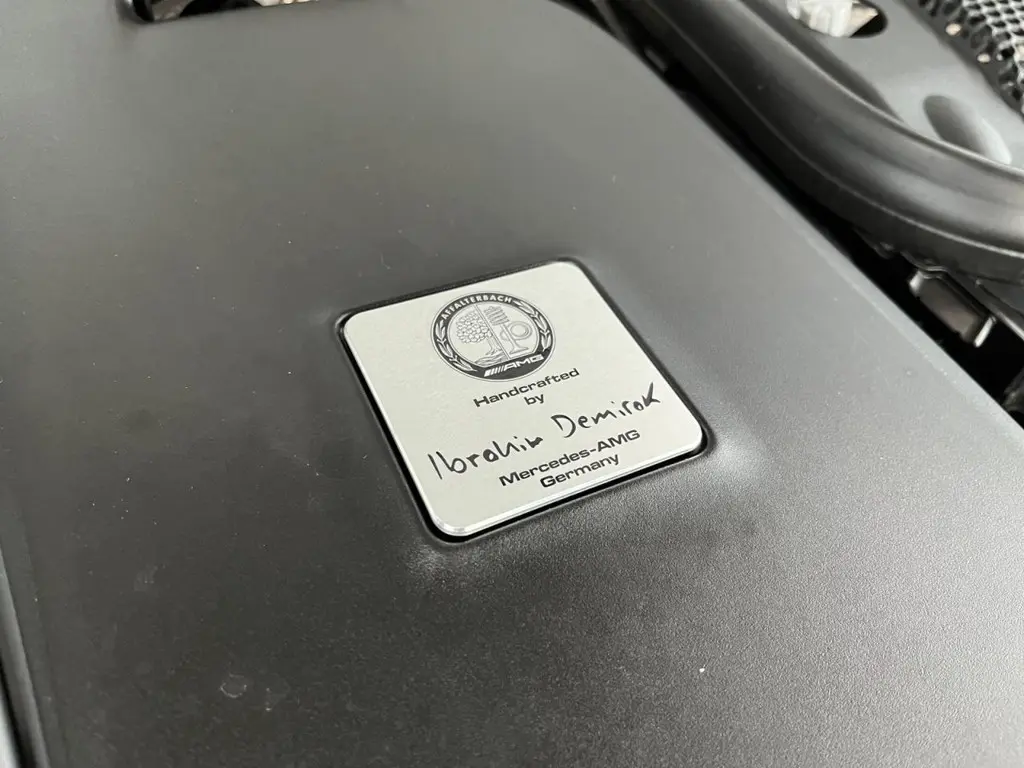 AFFALTERBACH
AMG
Handcrafted
by
Ibrahim Demirok
Mercedes-AMG
Germany